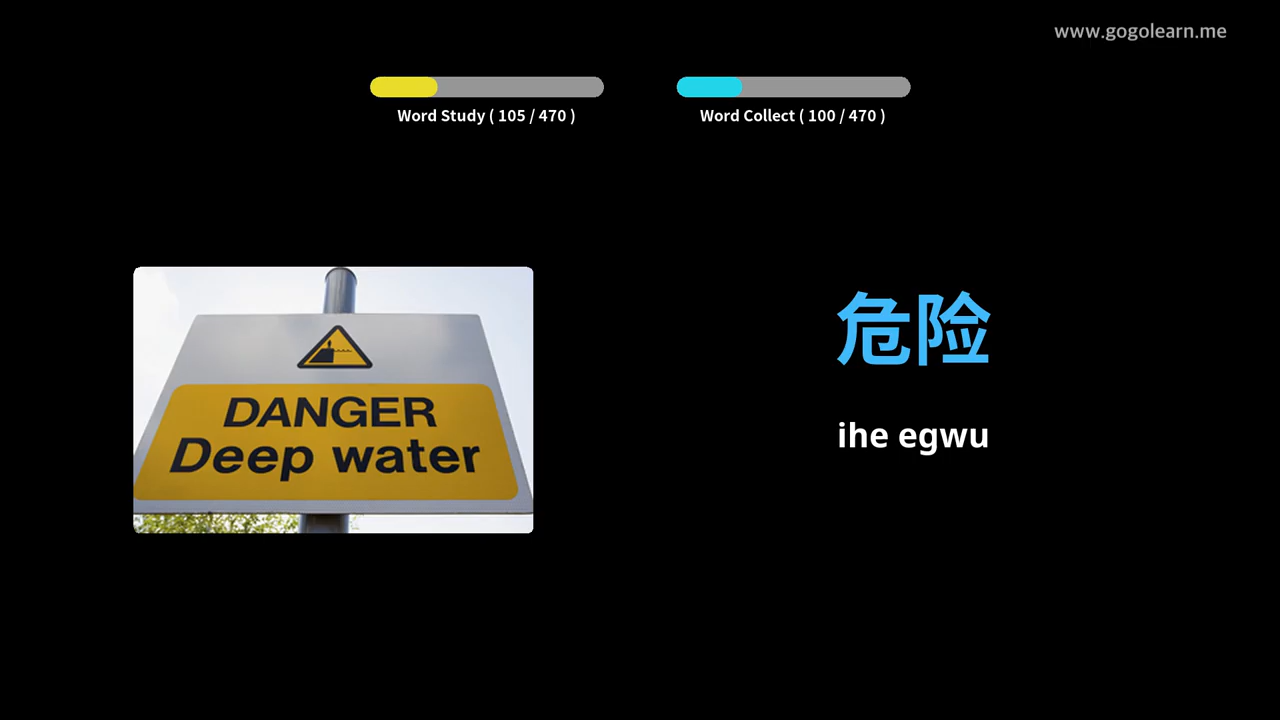 www.gogolearn.me
Word Study ( 105 / 470 )
Word Collect ( 100 / 470 )
DANGER
Deep water
危险
ihe egwu